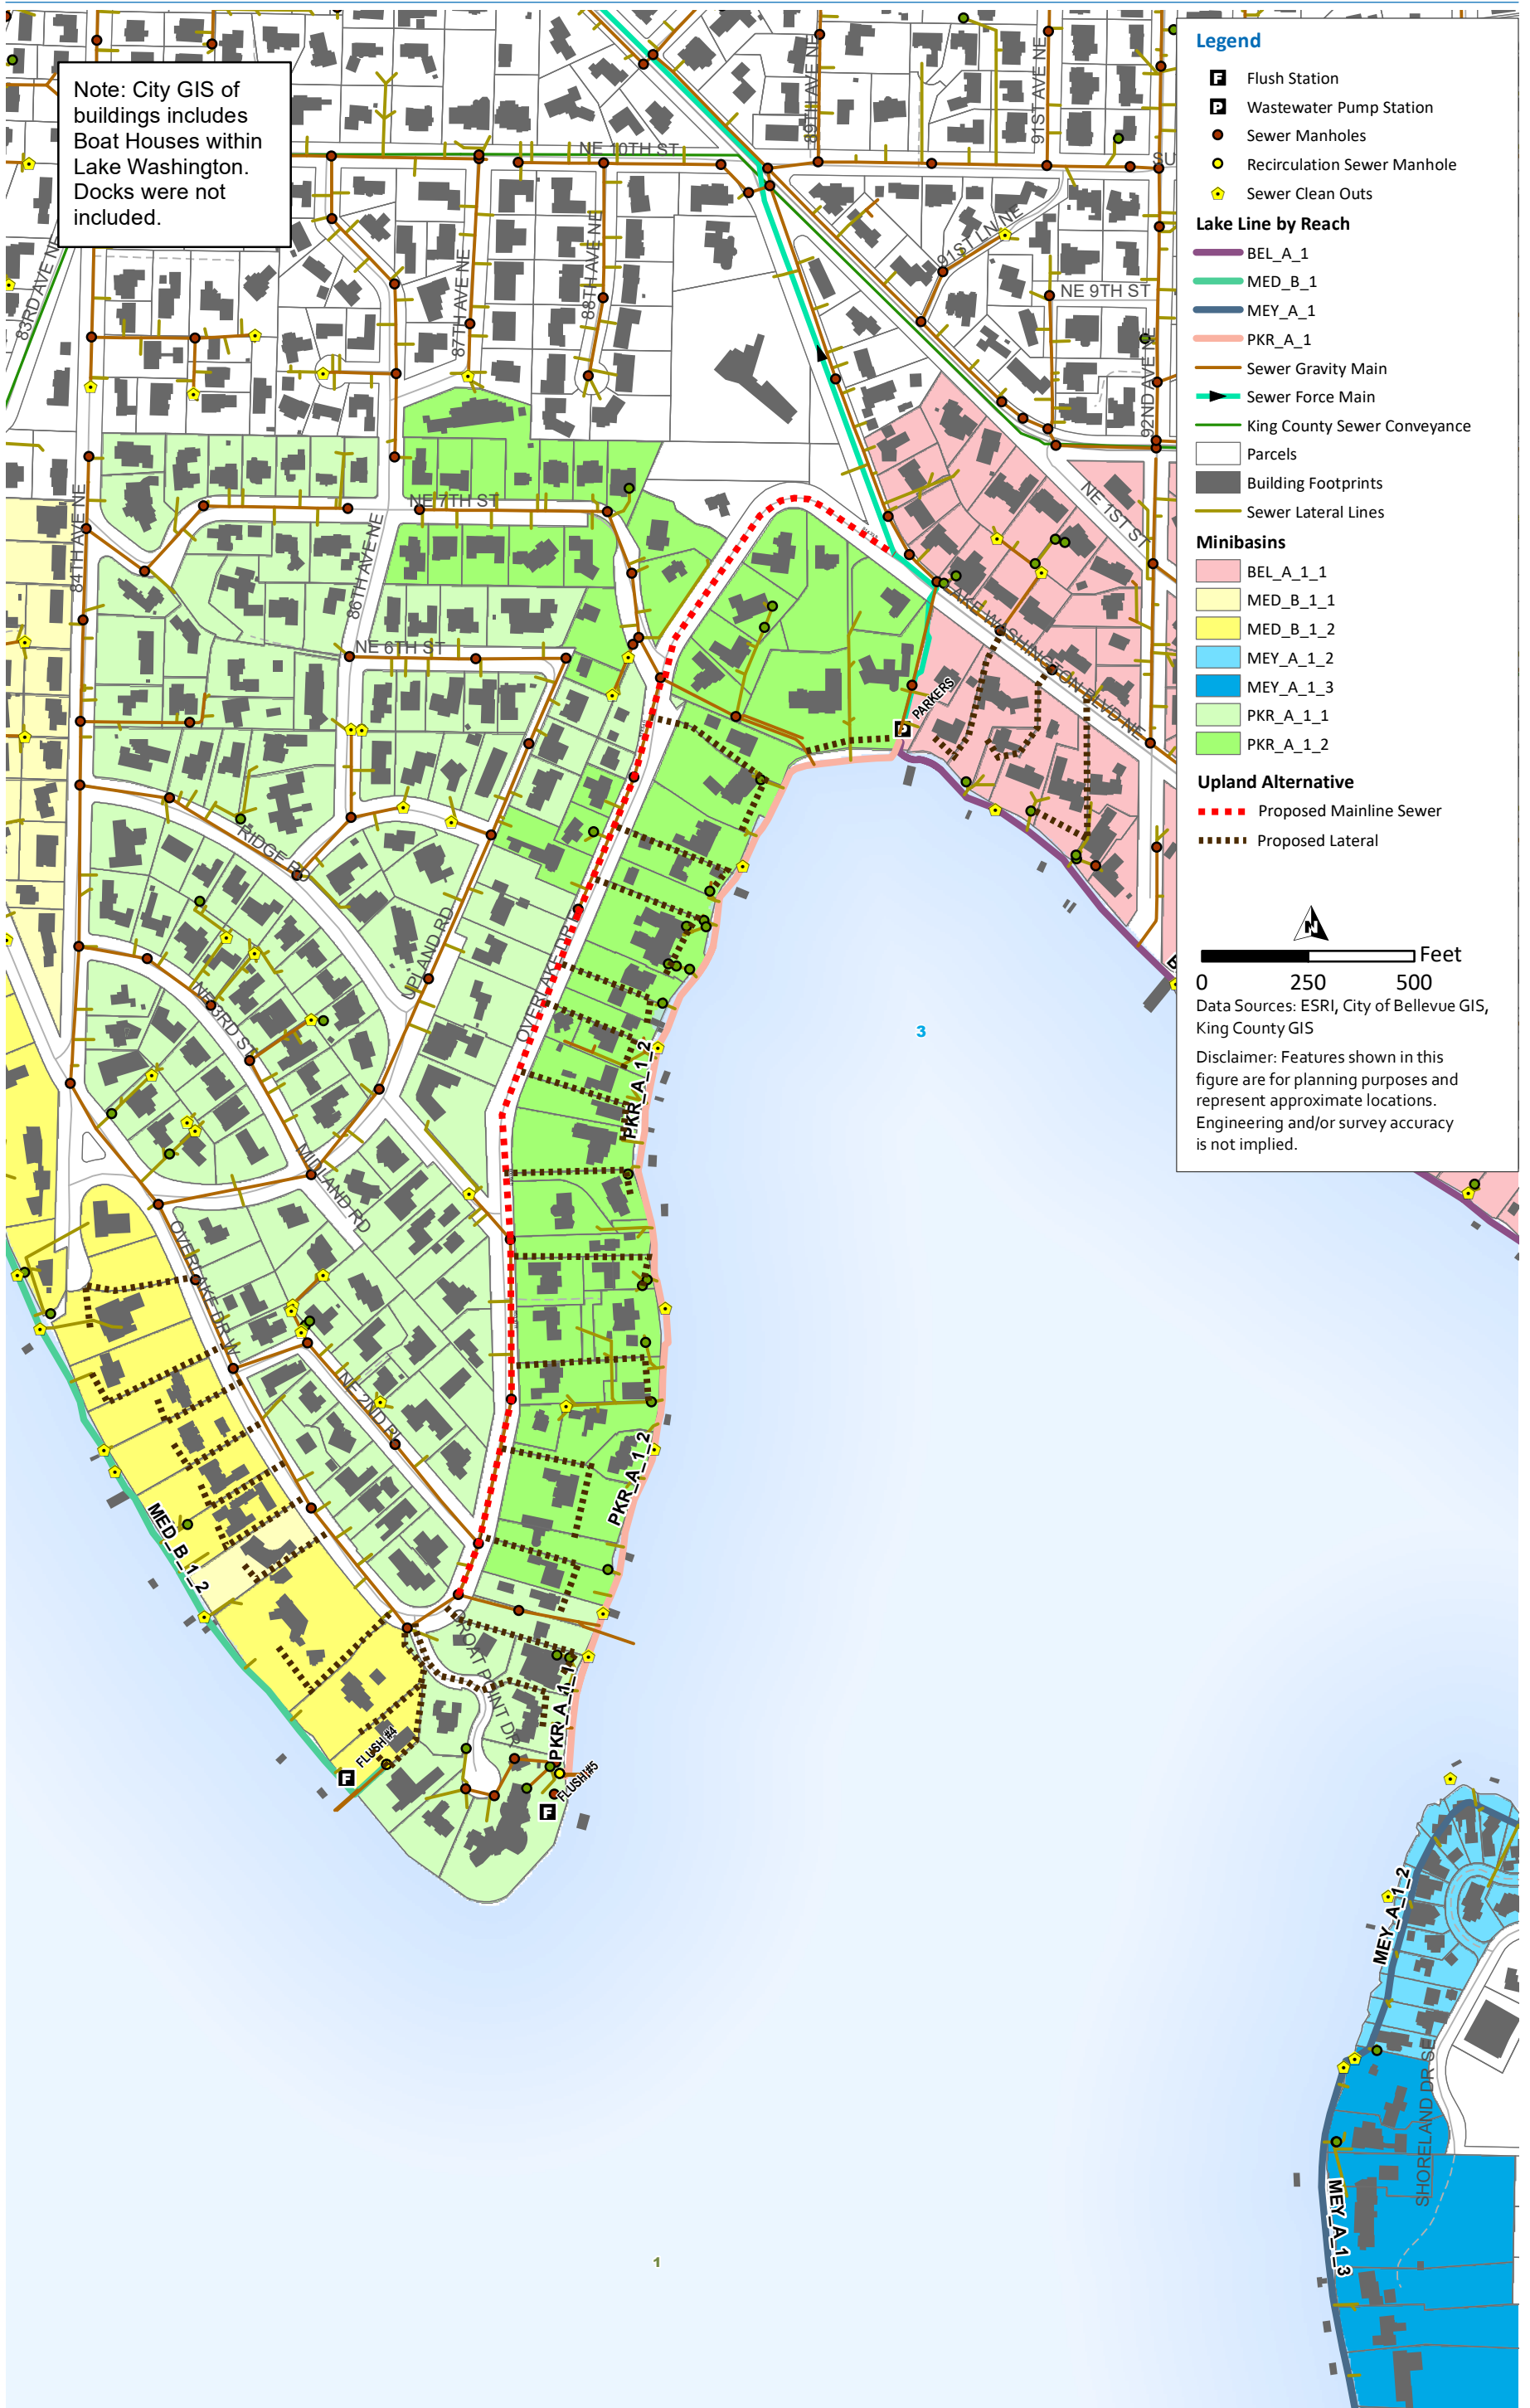 Note: City GIS of
buildings includes
Boat Houses within
Lake Washington.
Docks were not
included.
NE 10TH ST
89TH AVE NE
91ST AVE NE
SU
83RD AVE NE
87TH AVE NE
88TH AVE NE
91ST LN NE
NE 9TH ST
92ND AVE NE
84TH AVE NE
NE 7TH ST
NE 1ST ST
86TH AVE NE
NE 6TH ST
LAKE WASHINGTON BLVD NE
P
PARKERS
RIDGE RD
UPLAND RD
OVERLAKE DR E
NE 3RD ST
PKR_A_1_2
3
MIDLAND RD
OVERLAKE DR W
NE 2ND PL
PKR_A_1_2
MED_B_1_2
GROAT POINT DR
PKR_A_1_1
F
FLUSH #4
F
FLUSH #5
MEY_A_1_2
SHORELAND DR SE
MEY_A_1_3
1
Legend
F Flush Station
P Wastewater Pump Station
Sewer Manholes
Recirculation Sewer Manhole
Sewer Clean Outs
Lake Line by Reach
BEL_A_1
MED_B_1
MEY_A_1
PKR_A_1
Sewer Gravity Main
Sewer Force Main
King County Sewer Conveyance
Parcels
Building Footprints
Sewer Lateral Lines
Minibasins
BEL_A_1_1
MED_B_1_1
MED_B_1_2
MEY_A_1_2
MEY_A_1_3
PKR_A_1_1
PKR_A_1_2
Upland Alternative
Proposed Mainline Sewer
Proposed Lateral
N
Feet
0 250 500
Data Sources: ESRI, City of Bellevue GIS,
King County GIS
Disclaimer: Features shown in this
figure are for planning purposes and
represent approximate locations.
Engineering and/or survey accuracy
is not implied.